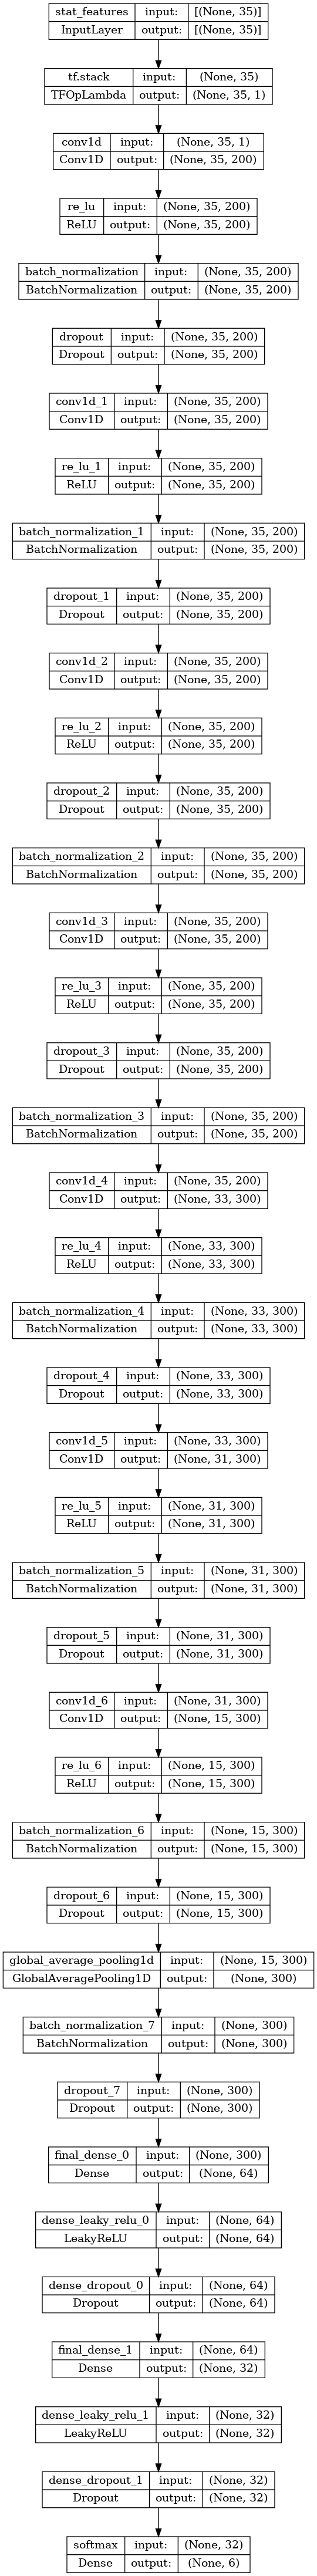 stat_features input: [(None, 35)]
InputLayer output: [(None, 35)]
tf.stack input: (None, 35)
TFOpLambda output: (None, 35, 1)
conv1d input: (None, 35, 1)
Conv1D output: (None, 35, 200)
re_lu input: (None, 35, 200)
ReLU output: (None, 35, 200)
batch_normalization input: (None, 35, 200)
BatchNormalization output: (None, 35, 200)
dropout input: (None, 35, 200)
Dropout output: (None, 35, 200)
conv1d_1 input: (None, 35, 200)
Conv1D output: (None, 35, 200)
re_lu_1 input: (None, 35, 200)
ReLU output: (None, 35, 200)
batch_normalization_1 input: (None, 35, 200)
BatchNormalization output: (None, 35, 200)
dropout_1 input: (None, 35, 200)
Dropout output: (None, 35, 200)
conv1d_2 input: (None, 35, 200)
Conv1D output: (None, 35, 200)
re_lu_2 input: (None, 35, 200)
ReLU output: (None, 35, 200)
dropout_2 input: (None, 35, 200)
Dropout output: (None, 35, 200)
batch_normalization_2 input: (None, 35, 200)
BatchNormalization output: (None, 35, 200)
conv1d_3 input: (None, 35, 200)
Conv1D output: (None, 35, 200)
re_lu_3 input: (None, 35, 200)
ReLU output: (None, 35, 200)
dropout_3 input: (None, 35, 200)
Dropout output: (None, 35, 200)
batch_normalization_3 input: (None, 35, 200)
BatchNormalization output: (None, 35, 200)
conv1d_4 input: (None, 35, 200)
Conv1D output: (None, 33, 300)
re_lu_4 input: (None, 33, 300)
ReLU output: (None, 33, 300)
batch_normalization_4 input: (None, 33, 300)
BatchNormalization output: (None, 33, 300)
dropout_4 input: (None, 33, 300)
Dropout output: (None, 33, 300)
conv1d_5 input: (None, 33, 300)
Conv1D output: (None, 31, 300)
re_lu_5 input: (None, 31, 300)
ReLU output: (None, 31, 300)
batch_normalization_5 input: (None, 31, 300)
BatchNormalization output: (None, 31, 300)
dropout_5 input: (None, 31, 300)
Dropout output: (None, 31, 300)
conv1d_6 input: (None, 31, 300)
Conv1D output: (None, 15, 300)
re_lu_6 input: (None, 15, 300)
ReLU output: (None, 15, 300)
batch_normalization_6 input: (None, 15, 300)
BatchNormalization output: (None, 15, 300)
dropout_6 input: (None, 15, 300)
Dropout output: (None, 15, 300)
global_average_pooling1d input: (None, 15, 300)
GlobalAveragePooling1D output: (None, 300)
batch_normalization_7 input: (None, 300)
BatchNormalization output: (None, 300)
dropout_7 input: (None, 300)
Dropout output: (None, 300)
final_dense_0 input: (None, 300)
Dense output: (None, 64)
dense_leaky_relu_0 input: (None, 64)
LeakyReLU output: (None, 64)
dense_dropout_0 input: (None, 64)
Dropout output: (None, 64)
final_dense_1 input: (None, 64)
Dense output: (None, 32)
dense_leaky_relu_1 input: (None, 32)
LeakyReLU output: (None, 32)
dense_dropout_1 input: (None, 32)
Dropout output: (None, 32)
softmax input: (None, 32)
Dense output: (None, 6)